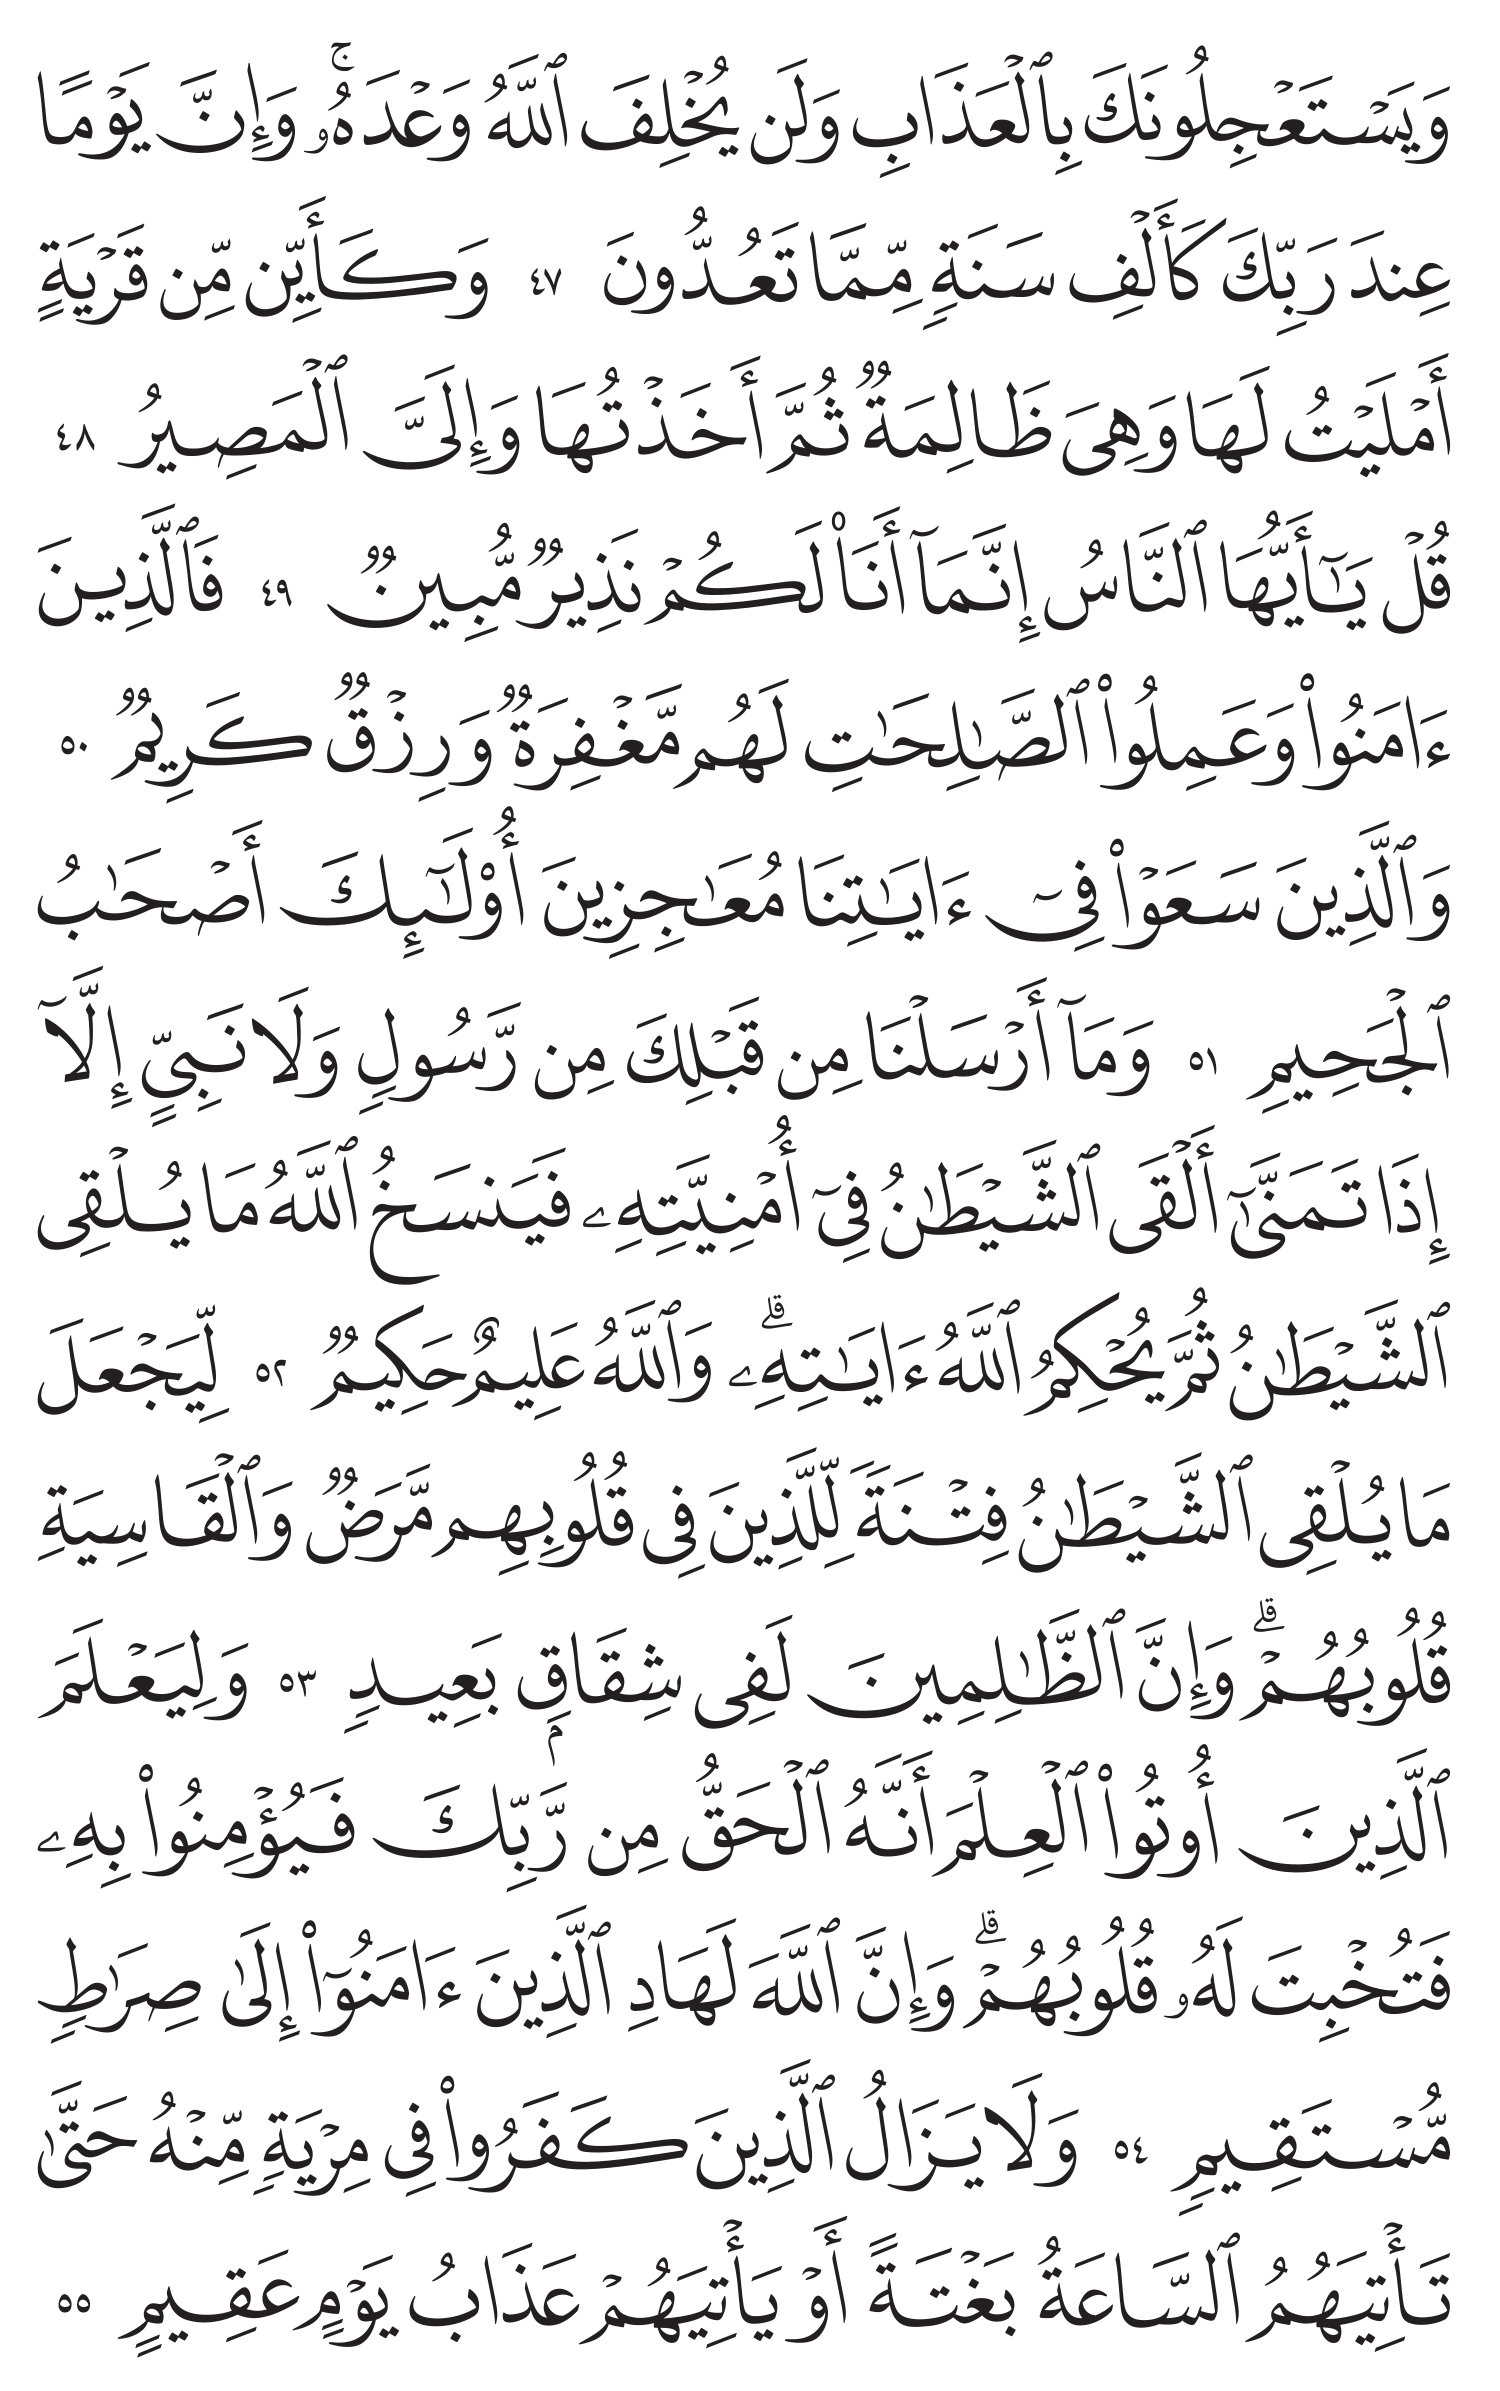 وَيَسۡتَعۡجِلُونَكَ بِٱلۡعَذَابِ وَلَن يُخۡلِفَ ٱللَّهُ وَعۡدَهُۥۚ وَإِنَّ يَوۡمًا
عِندَ رَبِّكَ كَأَلۡفِ سَنَةٖ مِّمَّا تَعُدُّونَ ٤٧ وَكَأَيِّن مِّن قَرۡيَةٍ
أَمۡلَيۡتُ لَهَا وَهِيَ ظَالِمَةٞ ثُمَّ أَخَذۡتُهَا وَإِلَيَّ ٱلۡمَصِيرُ ٤٨
قُلۡ يَٰٓأَيُّهَا ٱلنَّاسُ إِنَّمَآ أَنَا۠ لَكُمۡ نَذِيرٞ مُّبِينٞ ٤٩ فَٱلَّذِينَ
ءَامَنُواْ وَعَمِلُواْ ٱلصَّٰلِحَٰتِ لَهُم مَّغۡفِرَةٞ وَرِزۡقٞ كَرِيمٞ ٥٠
وَٱلَّذِينَ سَعَوۡاْ فِيٓ ءَايَٰتِنَا مُعَٰجِزِينَ أُوْلَٰٓئِكَ أَصۡحَٰبُ
ٱلۡجَحِيمِ ٥١ وَمَآ أَرۡسَلۡنَا مِن قَبۡلِكَ مِن رَّسُولٖ وَلَا نَبِيٍّ إِلَّآ
إِذَا تَمَنَّىٰٓ أَلۡقَى ٱلشَّيۡطَٰنُ فِيٓ أُمۡنِيَّتِهِۦ فَيَنسَخُ ٱللَّهُ مَا يُلۡقِي
ٱلشَّيۡطَٰنُ ثُمَّ يُحۡكِمُ ٱللَّهُ ءَايَٰتِهِۦۗ وَٱللَّهُ عَلِيمٌ حَكِيمٞ ٥٢ لِّيَجۡعَلَ
مَا يُلۡقِي ٱلشَّيۡطَٰنُ فِتۡنَةٗ لِّلَّذِينَ فِي قُلُوبِهِم مَّرَضٞ وَٱلۡقَاسِيَةِ
قُلُوبُهُمۡۗ وَإِنَّ ٱلظَّٰلِمِينَ لَفِي شِقَاقِۭ بَعِيدٖ ٥٣ وَلِيَعۡلَمَ
ٱلَّذِينَ أُوتُواْ ٱلۡعِلۡمَ أَنَّهُ ٱلۡحَقُّ مِن رَّبِّكَ فَيُؤۡمِنُواْ بِهِۦ
فَتُخۡبِتَ لَهُۥ قُلُوبُهُمۡۗ وَإِنَّ ٱللَّهَ لَهَادِ ٱلَّذِينَ ءَامَنُوٓاْ إِلَىٰ صِرَٰطٖ
مُّسۡتَقِيمٖ ٥٤ وَلَا يَزَالُ ٱلَّذِينَ كَفَرُواْ فِي مِرۡيَةٖ مِّنۡهُ حَتَّىٰ
تَأۡتِيَهُمُ ٱلسَّاعَةُ بَغۡتَةً أَوۡ يَأۡتِيَهُمۡ عَذَابُ يَوۡمٍ عَقِيمٍ ٥٥